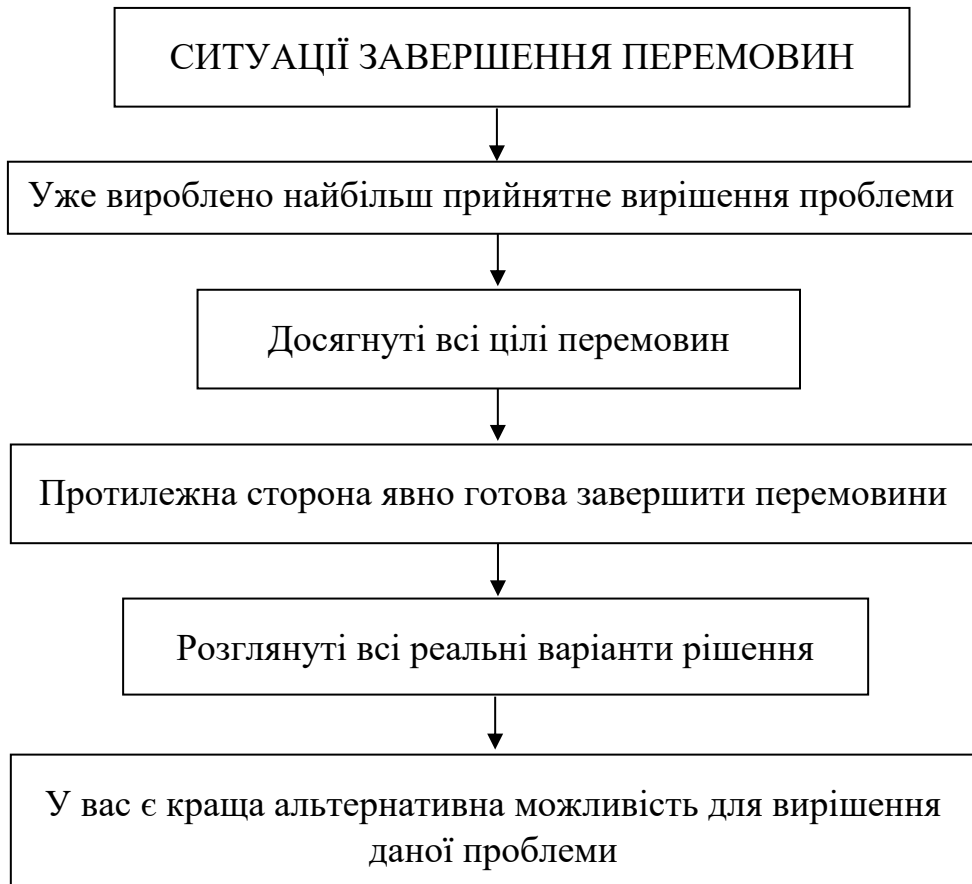 СИТУАЦІЇ ЗАВЕРШЕННЯ ПЕРЕМОВИН
Уже вироблено найбільш прийнятне вирішення проблеми
Досягнуті всі цілі перемовин
Протилежна сторона явно готова завершити перемовини
Розглянуті всі реальні варіанти рішення
У вас є краща альтернативна можливість для вирішення
даної проблеми